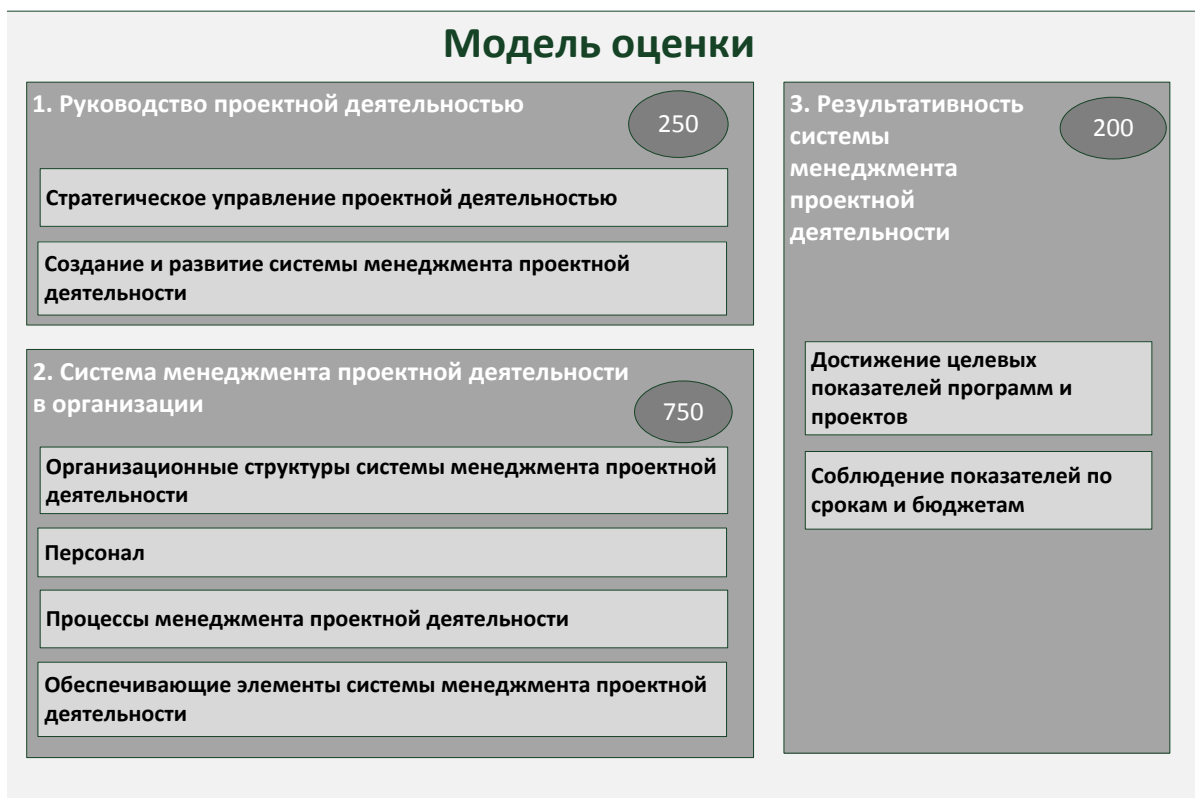 Модель оценки
1. Руководство проектной деятельностью
250
Стратегическое управление проектной деятельностью
Создание и развитие системы менеджмента проектной
деятельности
2. Система менеджмента проектной деятельности
в организации
750
Организационные структуры системы менеджмента проектной
деятельности
Персонал
Процессы менеджмента проектной деятельности
Обеспечивающие элементы системы менеджмента проектной
деятельности
3. Результативность
системы
менеджмента
проектной
деятельности
200
Достижение целевых
показателей программ и
проектов
Соблюдение показателей по
срокам и бюджетам